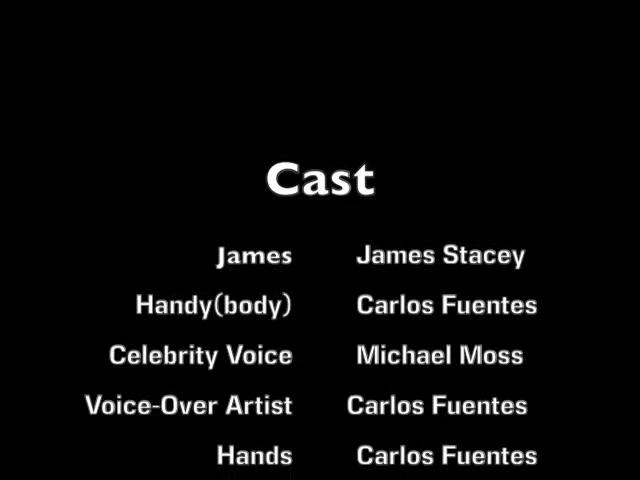 Cast
James James Stacey
Handy(body) Carlos Fuentes
Celebrity Voice Michael Moss
Voice-Over Artist Carlos Fuentes
Hands Carlos Fuentes